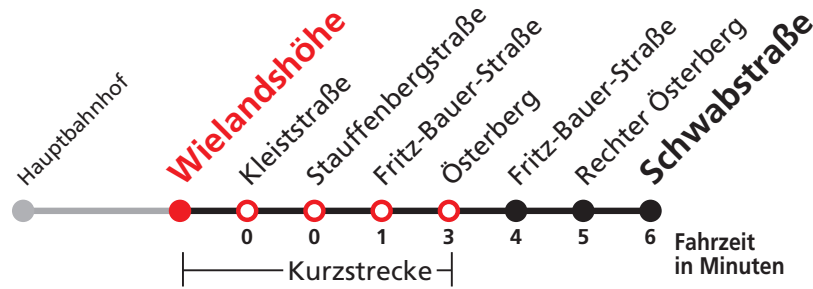 Hauptbahnhof
Wielandshöhe
Kleiststraße
Stauffenbergstraße
Fritz-Bauer-Straße
Österberg
Fritz-Bauer-Straße
Rechter Österberg
Schwabstraße
0 0 1 3 4 5 6
Fahrzeit
in Minuten
Kurzstrecke